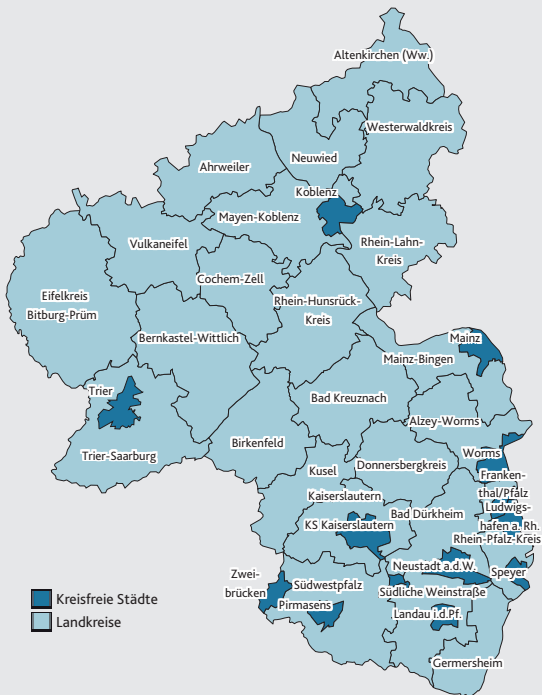 Altenkirchen (Ww.)
Westerwaldkreis
Neuwied
Ahrweiler
Koblenz
Mayen-Koblenz
Vulkaneifel
Rhein-Lahn-
Kreis
Cochem-Zell
Eifelkreis
Bitburg-Prüm
Rhein-Hunsrück-
Kreis
Bernkastel-Wittlich
Mainz
Mainz-Bingen
Trier
Bad Kreuznach
Alzey-Worms
Birkenfeld
Trier-Saarburg
Worms
Donnersbergkreis
Kusel
Franken-
thal/Pfalz
Kaiserslautern
Ludwigs-
hafen a. Rh.
Bad Dürkheim
KS Kaiserslautern
Rhein-Pfalz-Kreis
Neustadt a.d.W.
Speyer
Zwei-
brücken
Südwestpfalz
Südliche Weinstraße
Pirmasens
Landau i.d.Pf.
Germersheim
Kreisfreie Städte
Landkreise